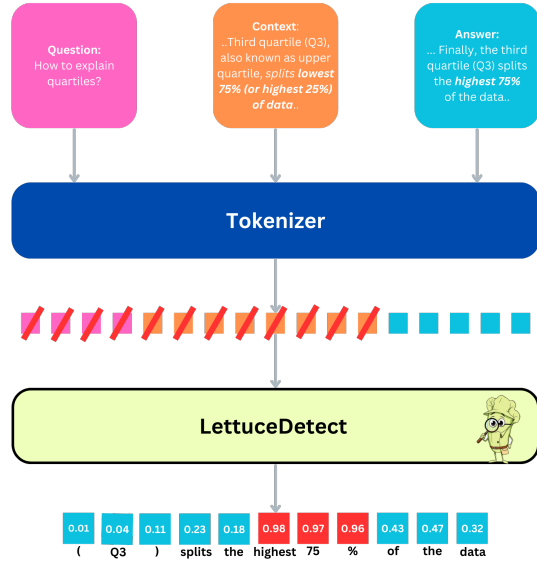 Question:
How to explain
quartiles?
Context:
..Third quartile (Q3),
also known as upper
quartile, splits lowest
75% (or highest 25%)
of data..
Answer:
... Finally, the third
quartile (Q3) splits
the highest 75%
of the data..
Tokenizer
LettuceDetect
0.01 0.04 0.11 0.23 0.18 0.98 0.97 0.96 0.43 0.47 0.32
( Q3 ) splits the highest 75 % of the data